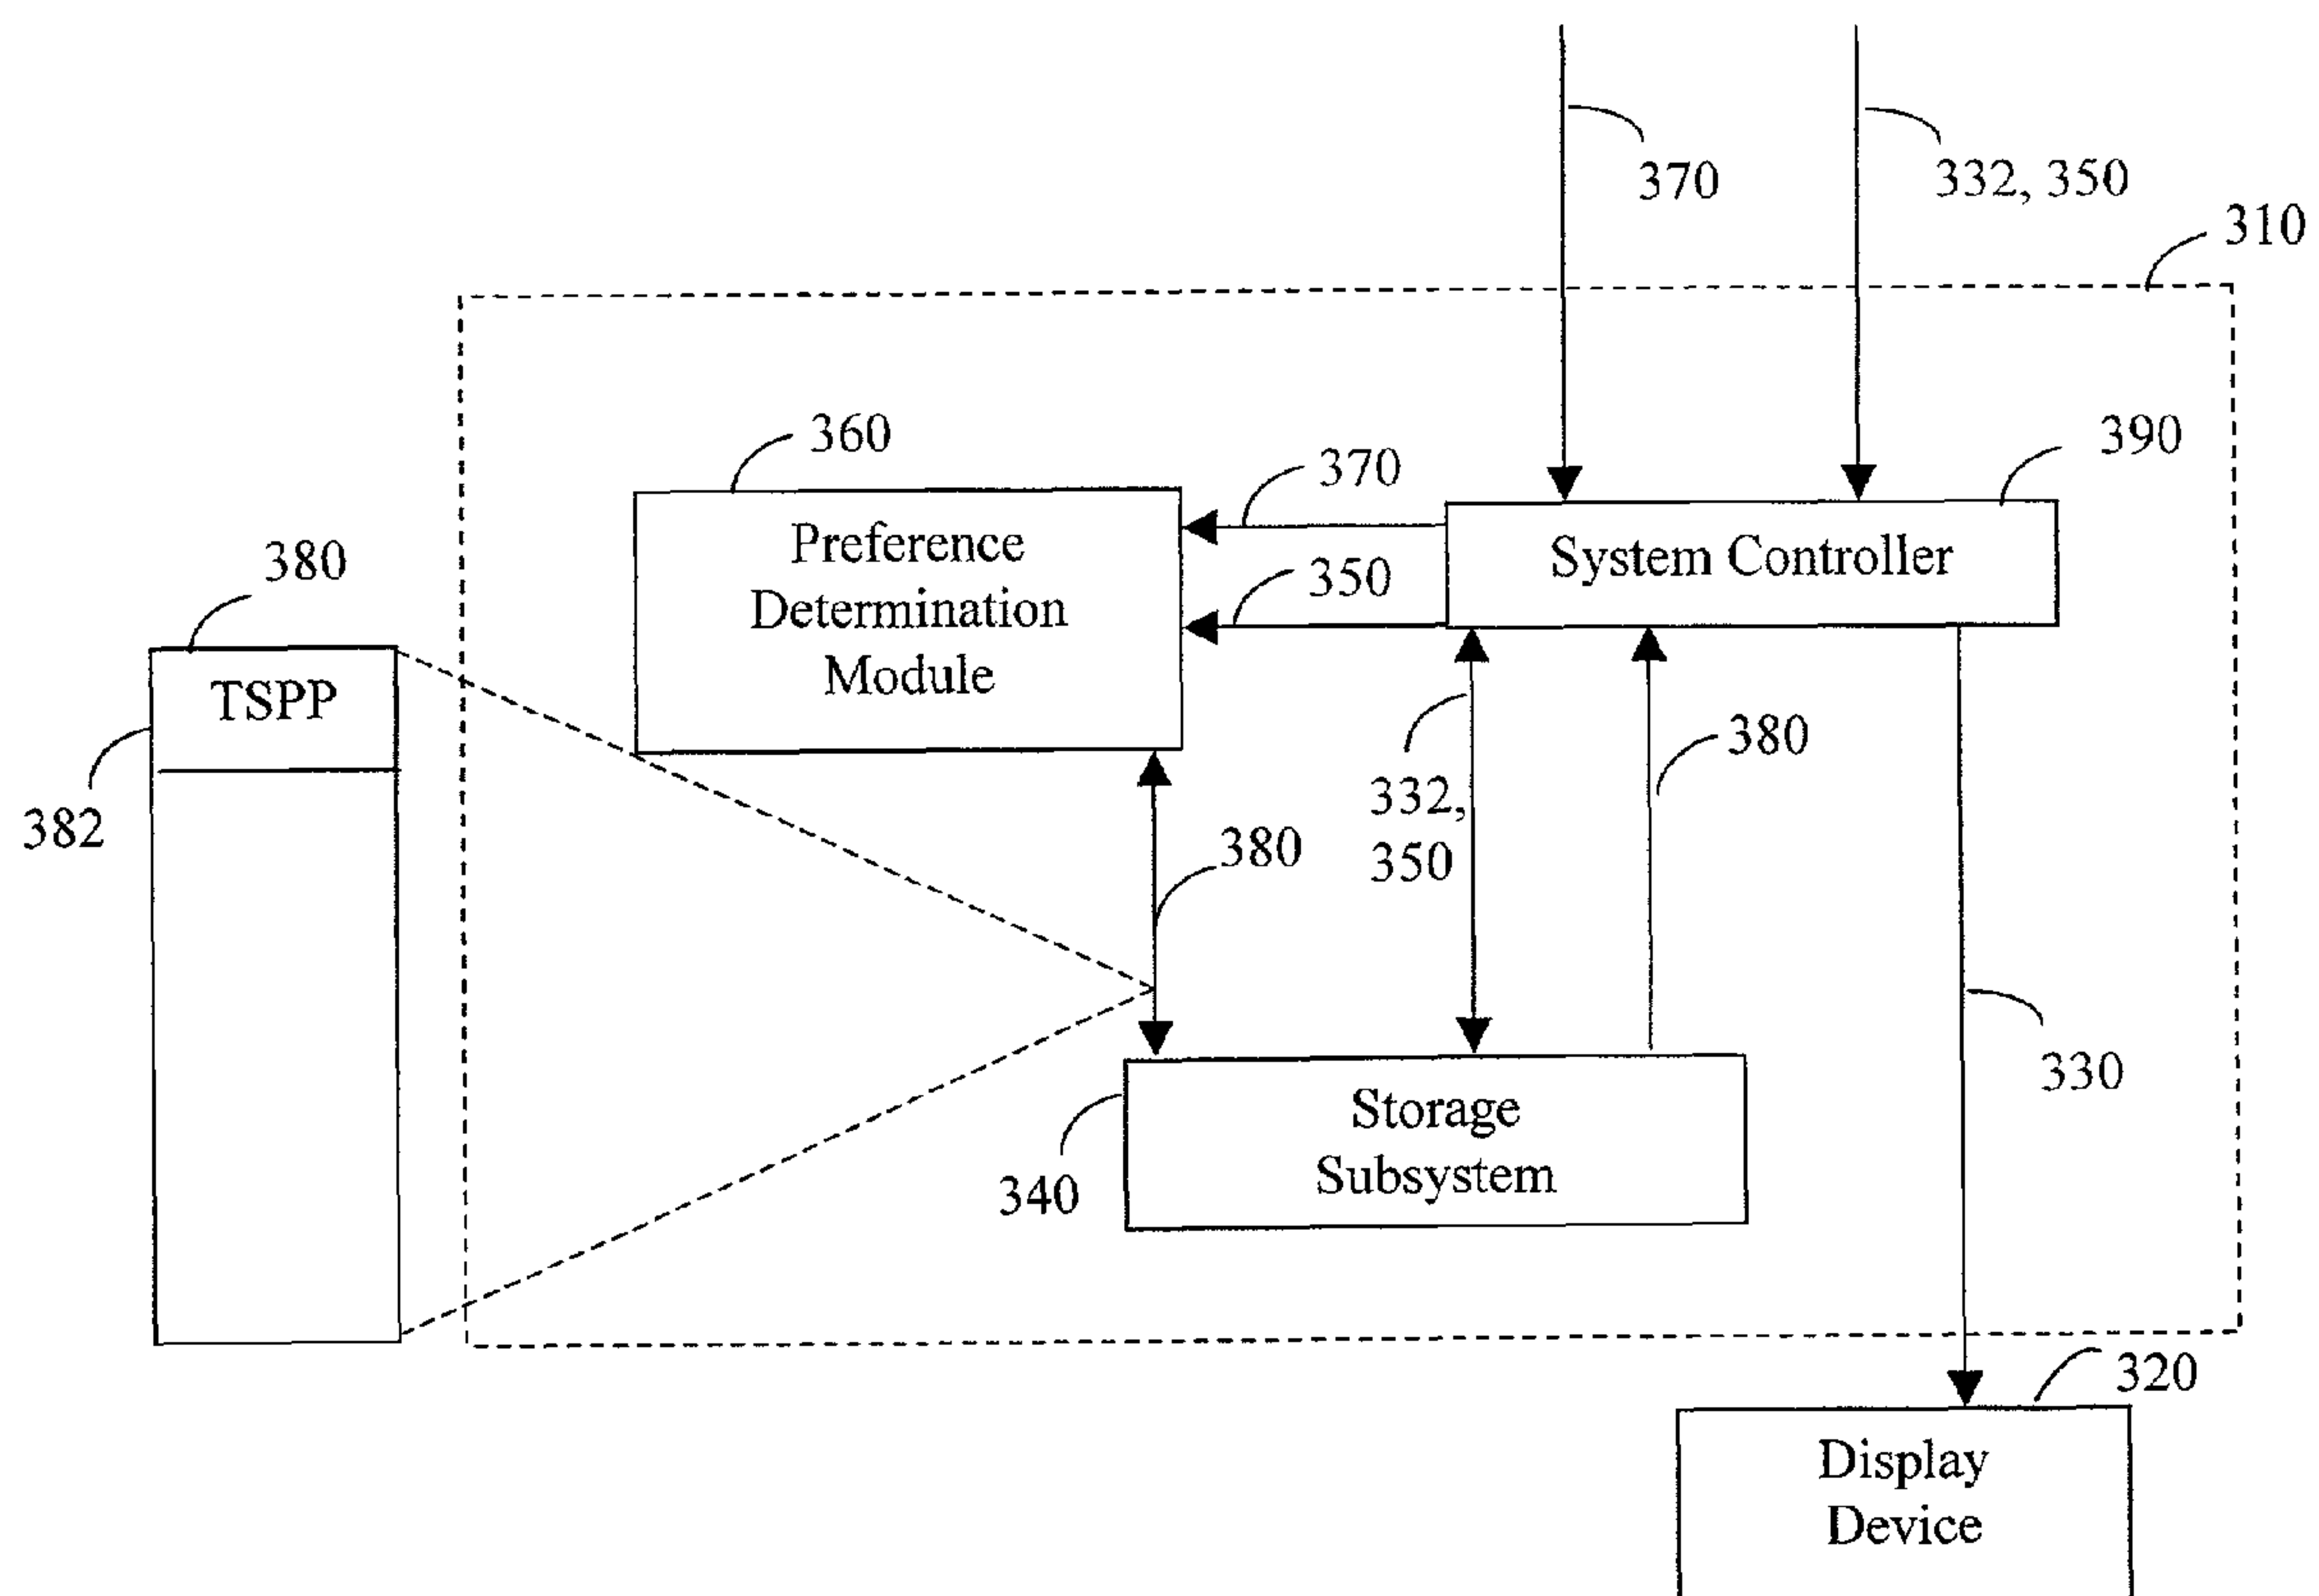 370
332, 350
310
360
370
390
Preference
Determination
Module
System Controller
350
380
TSPP
382
332,
350
380
380
330
Storage
Subsystem
340
320
Display
Device